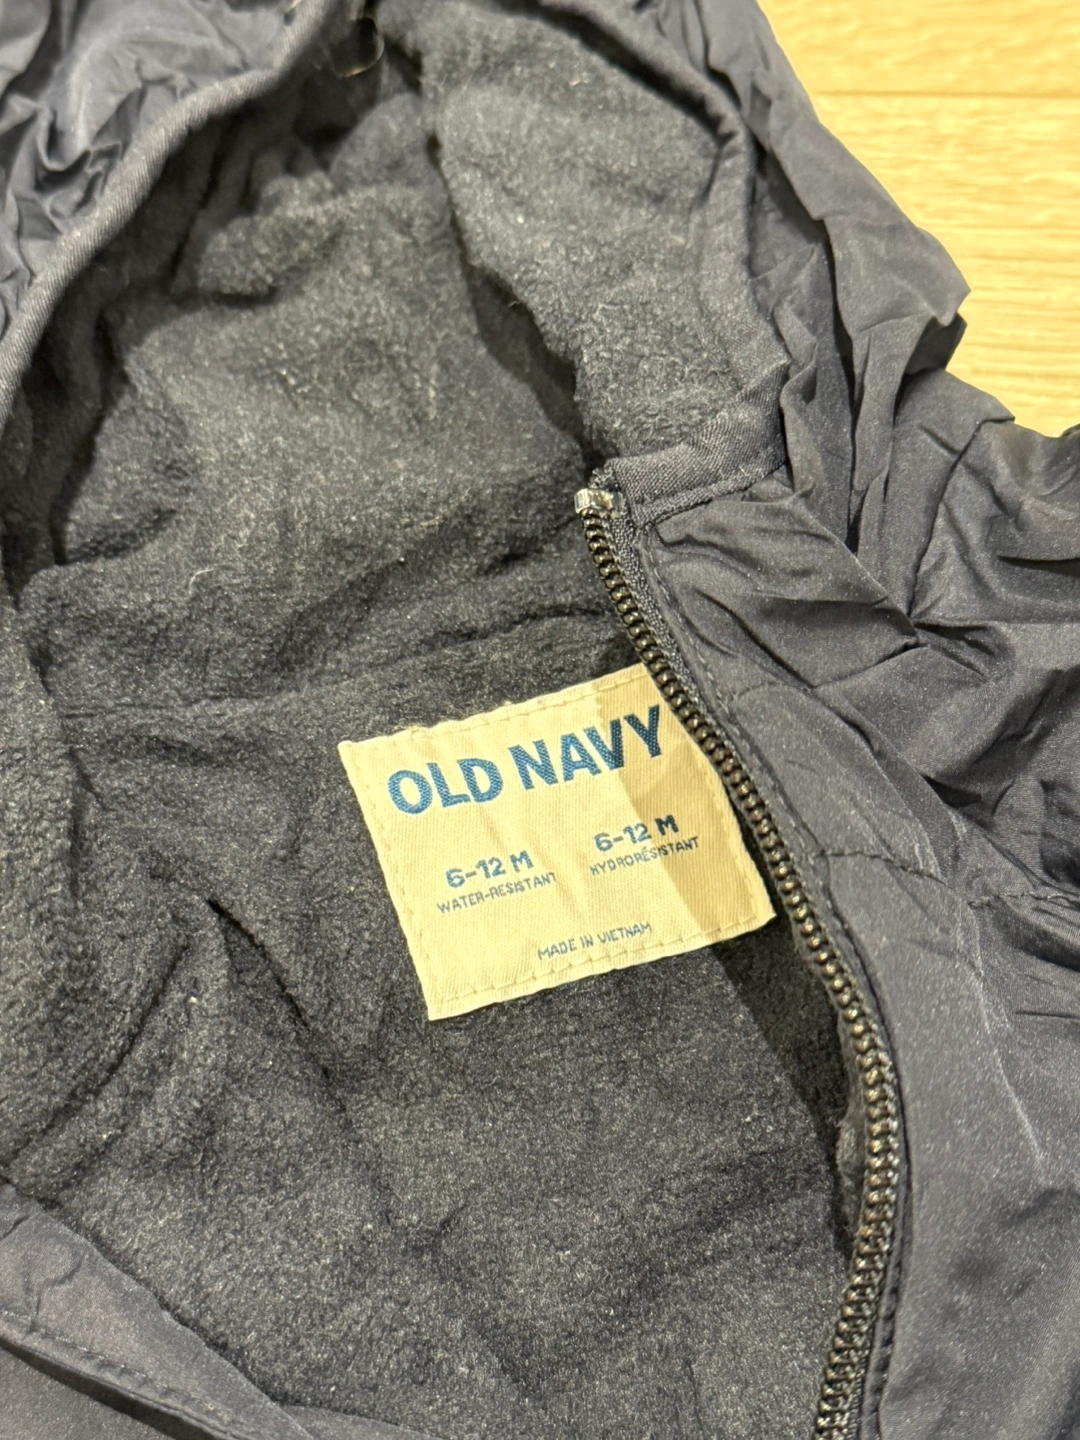 OLD NAVY
6-12 M 6-12 M
WATER-RESISTANT HYDRORÉSISTANT
MADE IN VIETNAM